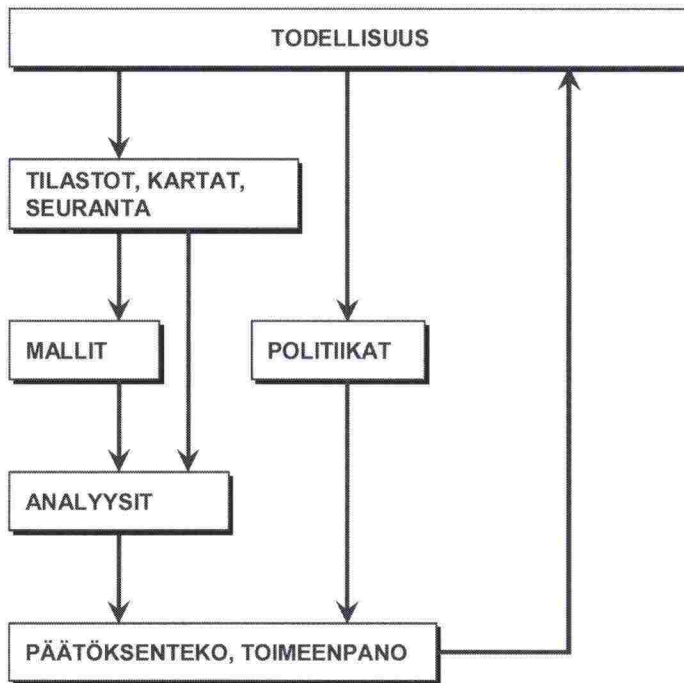 TODELLISUUS
TILASTOT, KARTAT,
SEURANTA
MALLIT
POLITIIKAT
ANALYYSIT
PÄÄTÖKSENTEKO, TOIMEENPANO